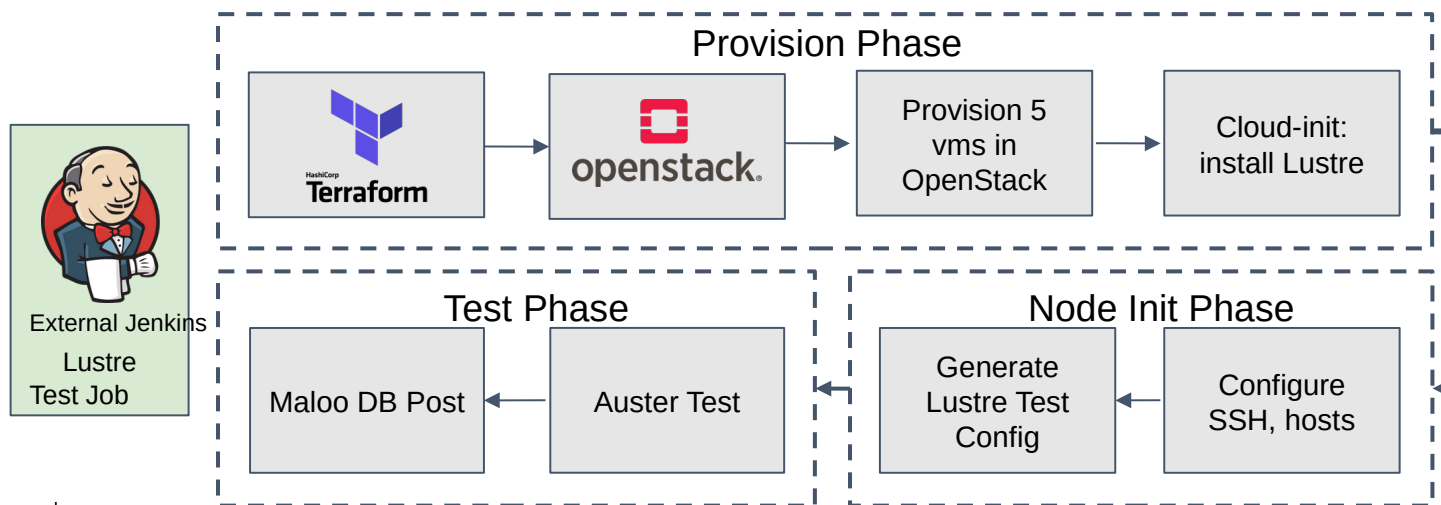 Provision Phase
HashiCorp
Terraform
openstack.®
Provision 5
vms in
OpenStack
Cloud-init:
install Lustre
External Jenkins
Lustre
Test Job
Test Phase
Maloo DB Post
Auster Test
Node Init Phase
Generate
Lustre Test
Config
Configure
SSH, hosts